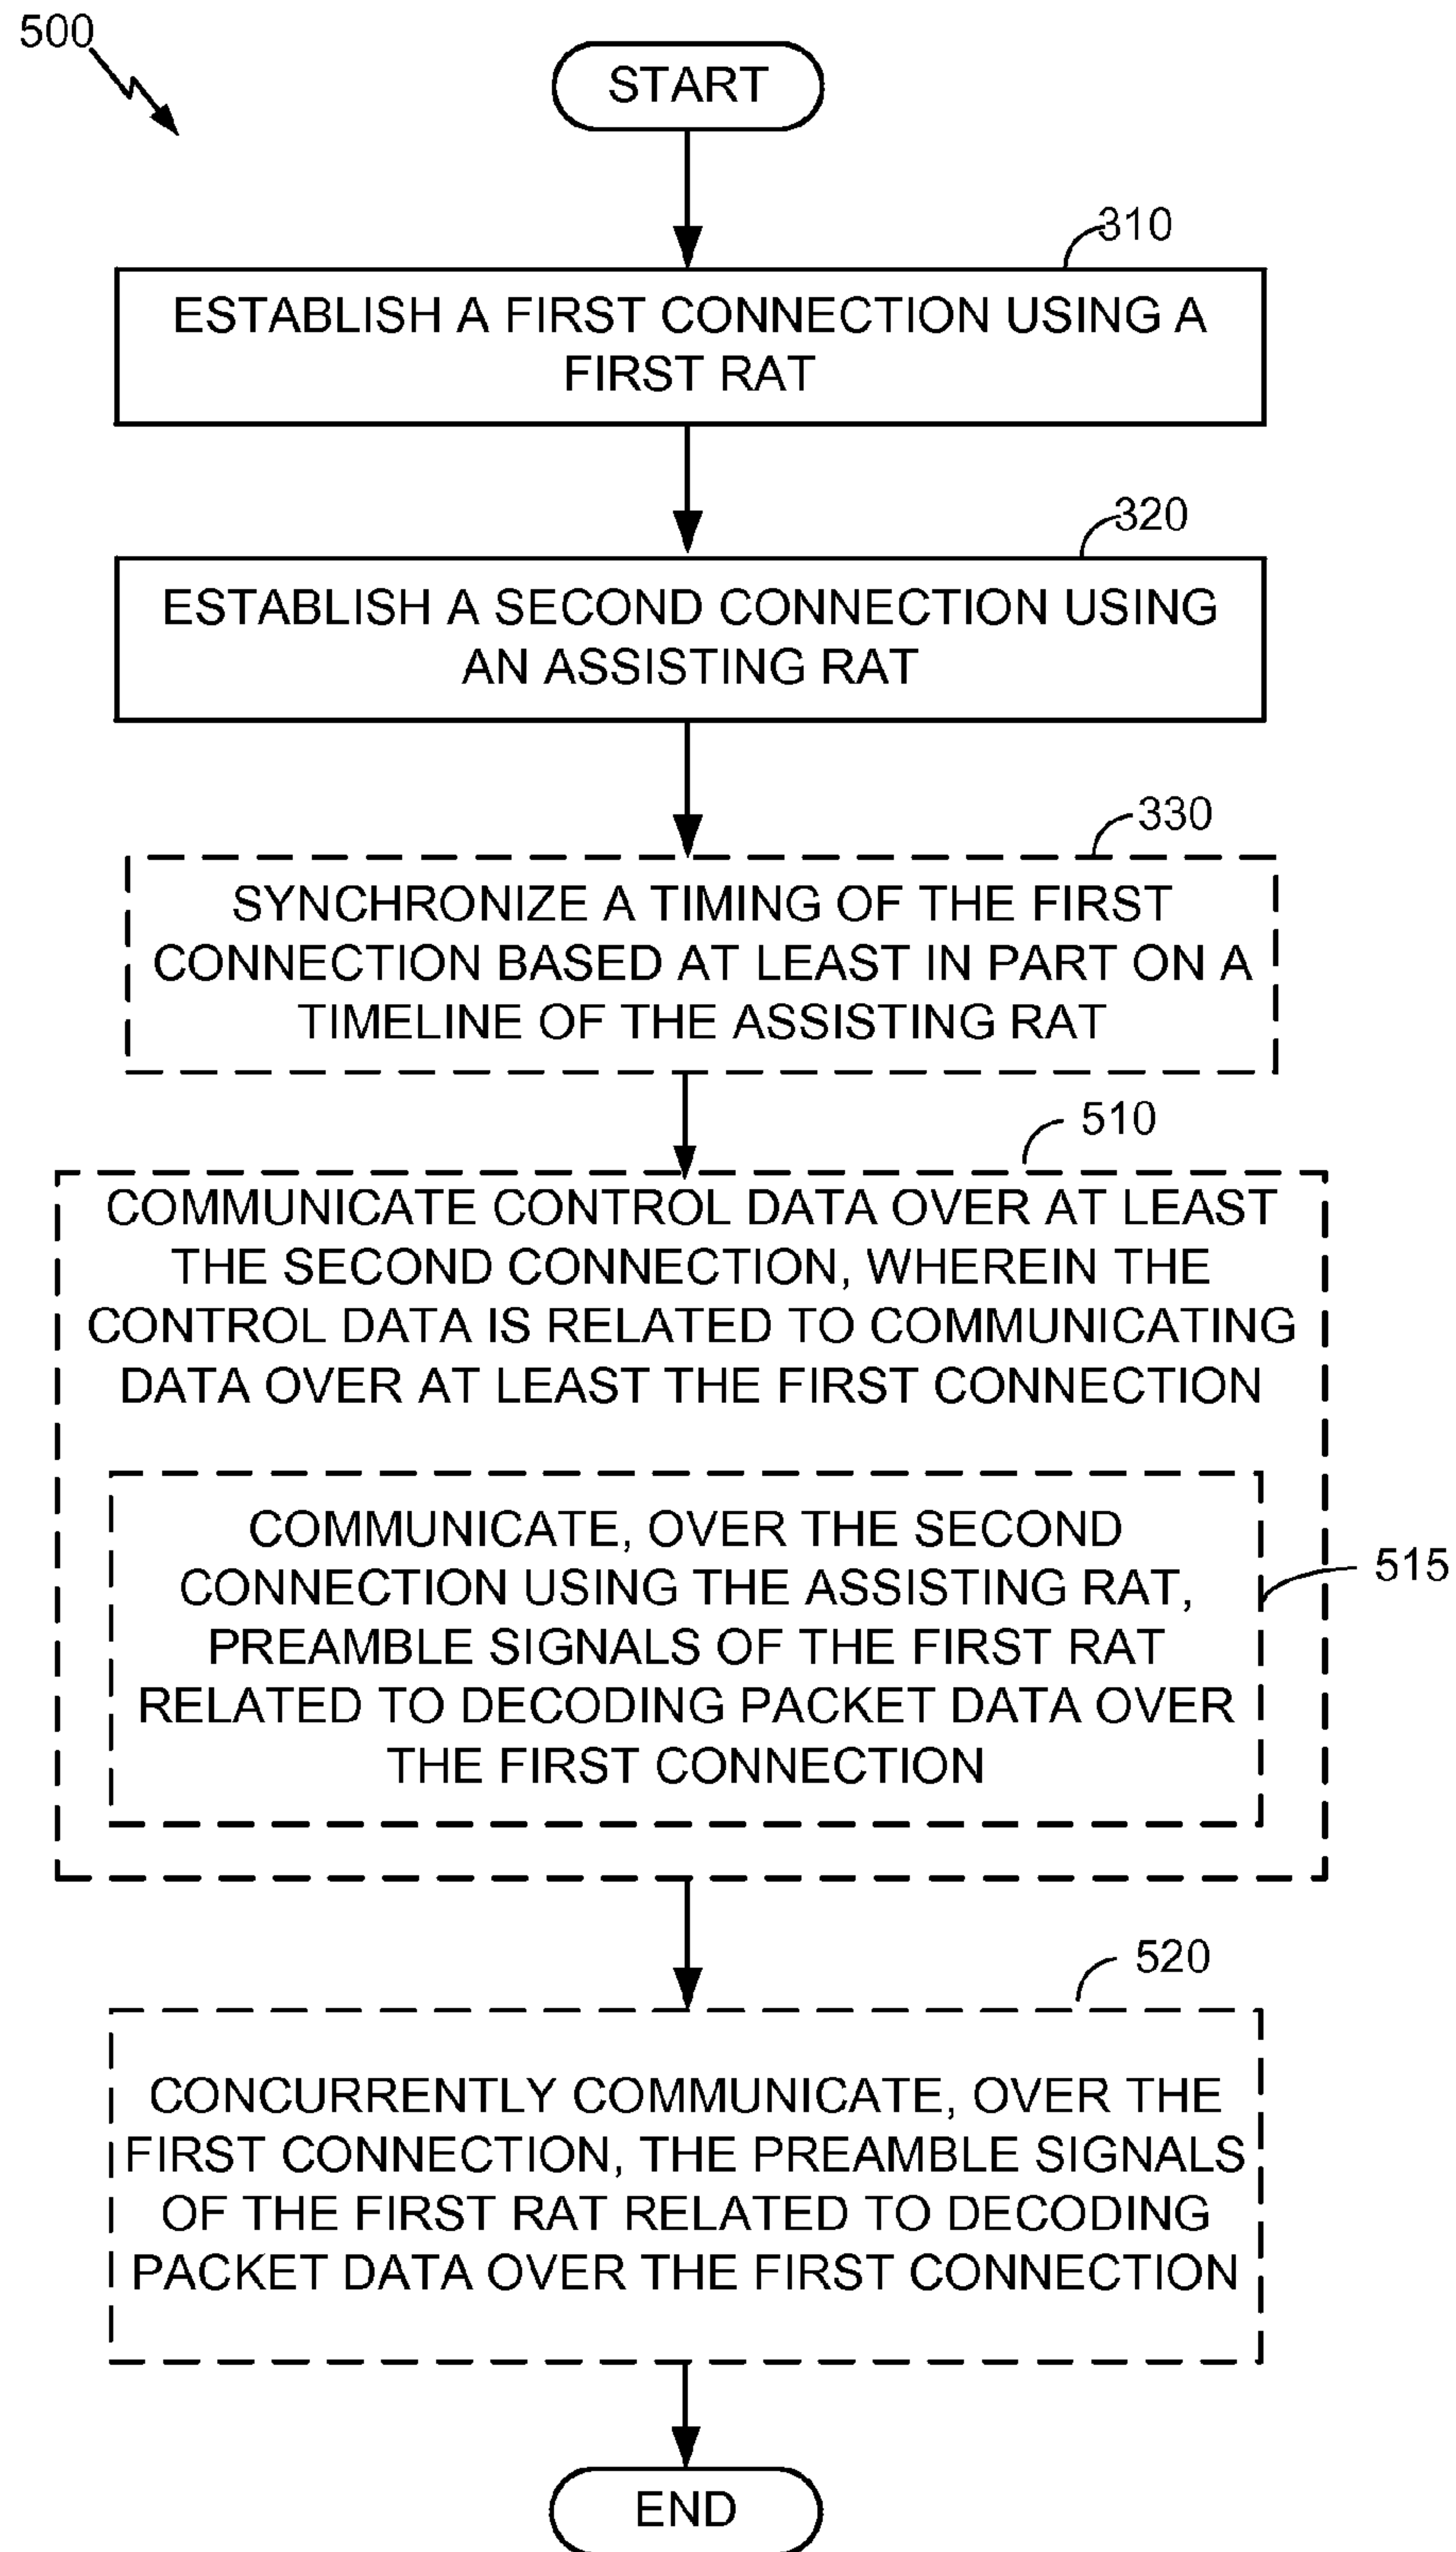 500
START
310
ESTABLISH A FIRST CONNECTION USING A
FIRST RAT
320
ESTABLISH A SECOND CONNECTION USING
AN ASSISTING RAT
330
SYNCHRONIZE A TIMING OF THE FIRST
CONNECTION BASED AT LEAST IN PART ON A
TIMELINE OF THE ASSISTING RAT
510
COMMUNICATE CONTROL DATA OVER AT LEAST
THE SECOND CONNECTION, WHEREIN THE
CONTROL DATA IS RELATED TO COMMUNICATING
DATA OVER AT LEAST THE FIRST CONNECTION
COMMUNICATE, OVER THE SECOND
CONNECTION USING THE ASSISTING RAT,
PREAMBLE SIGNALS OF THE FIRST RAT
RELATED TO DECODING PACKET DATA OVER
THE FIRST CONNECTION
515
520
CONCURRENTLY COMMUNICATE, OVER THE
FIRST CONNECTION, THE PREAMBLE SIGNALS
OF THE FIRST RAT RELATED TO DECODING
PACKET DATA OVER THE FIRST CONNECTION
END